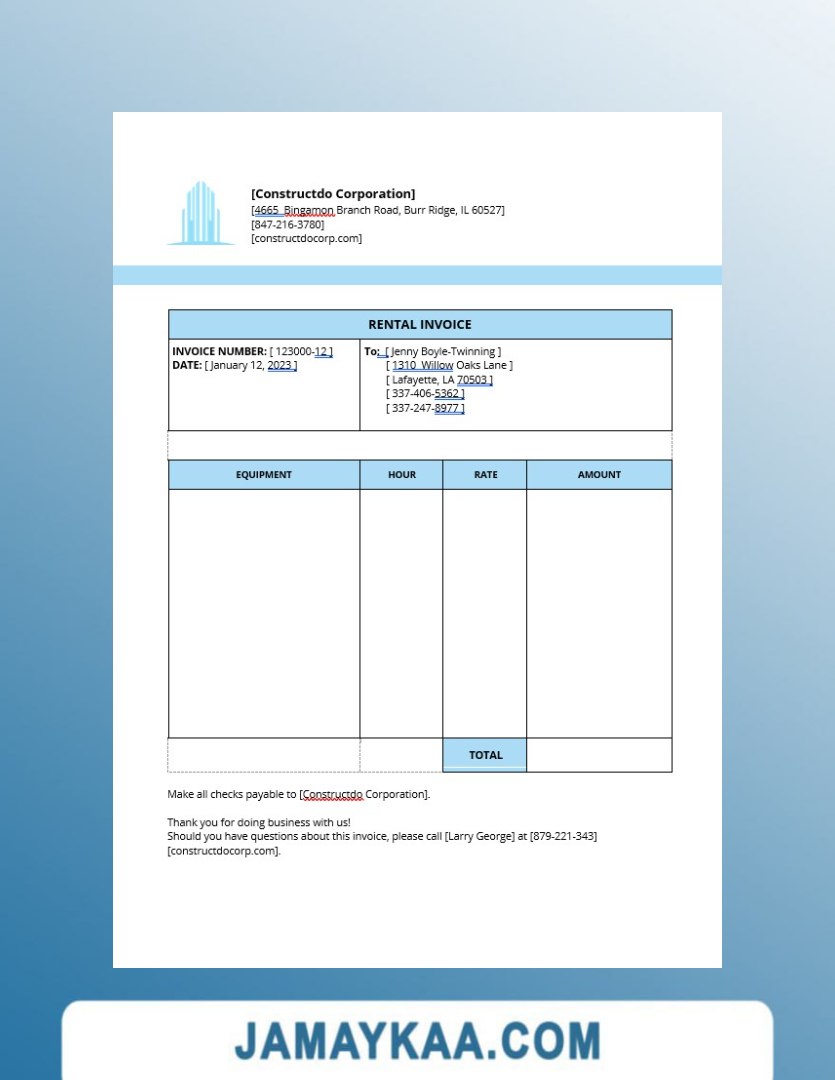 [Constructdo Corporation]
[4665 Bingamon Branch Road, Burr Ridge, IL 60527]
[847-216-3780]
[constructdocorp.com]
RENTAL INVOICE
INVOICE NUMBER: [ 123000-12 ]
DATE: [ January 12, 2023 ]
To: [ Jenny Boyle-Twinning ]
[ 1310 Willow Oaks Lane ]
[ Lafayette, LA 70503 ]
[ 337-406-5362 ]
[ 337-247-8977 ]
EQUIPMENT HOUR RATE AMOUNT
TOTAL
Make all checks payable to [Constructdo Corporation].
Thank you for doing business with us!
Should you have questions about this invoice, please call [Larry George] at [879-221-343]
[constructdocorp.com].
JAMAYKAA.COM